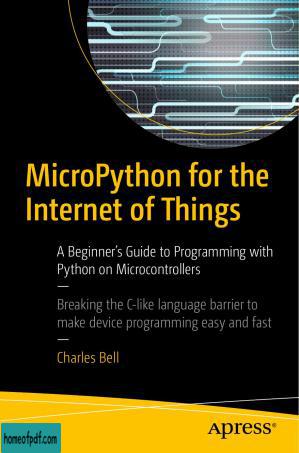 MicroPython for the
Internet of Things
A Beginner's Guide to Programming with
Python on Microcontrollers
—
Breaking the C-like language barrier to
make device programming easy and fast
—
Charles Bell
homeofpdf.com
Apress®